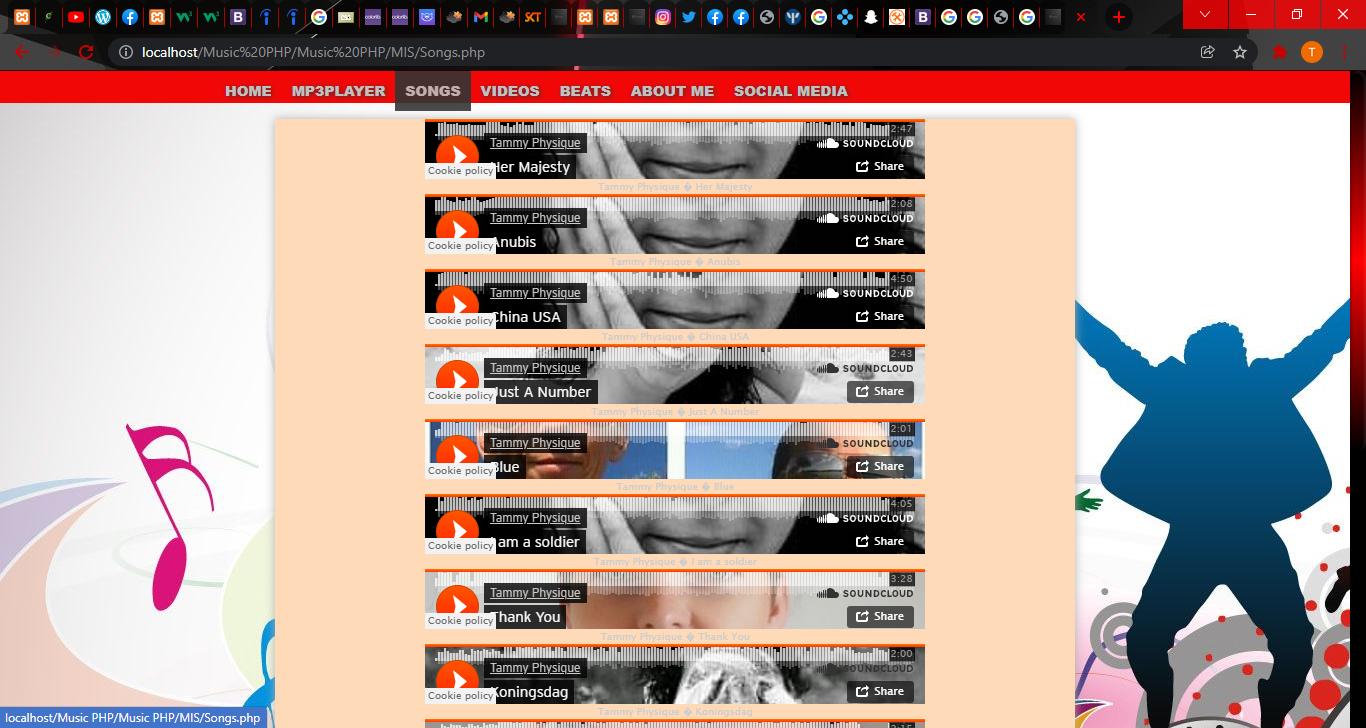 localhost/Music%20PHP/Music%20PHP/MIS/Songs.php
T
HOME MP3PLAYER SONGS VIDEOS BEATS ABOUT ME SOCIAL MEDIA
2:47
Tammy Physique
SOUNDCLOUD
Her Majesty
Share
Cookie policy
Tammy Physique � Her Majesty
2:08
Tammy Physique
SOUNDCLOUD
Anubis
Share
Cookie policy
Tammy Physique � Anubis
4:50
Tammy Physique
SOUNDCLOUD
China USA
Share
Cookie policy
Tammy Physique � China USA
2:43
Tammy Physique
SOUNDCLOUD
Just A Number
Share
Cookie policy
Tammy Physique � Just A Number
2:01
Tammy Physique
SOUNDCLOUD
Blue
Share
Cookie policy
Tammy Physique � Blue
4:05
Tammy Physique
SOUNDCLOUD
I am a soldier
Share
Cookie policy
Tammy Physique � I am a soldier
3:28
Tammy Physique
SOUNDCLOUD
Thank You
Share
Cookie policy
Tammy Physique � Thank You
2:00
Tammy Physique
SOUNDCLOUD
Koningsdag
Share
Cookie policy
Tammy Physique � Koningsdag
localhost/Music PHP/Music PHP/MIS/Songs.php